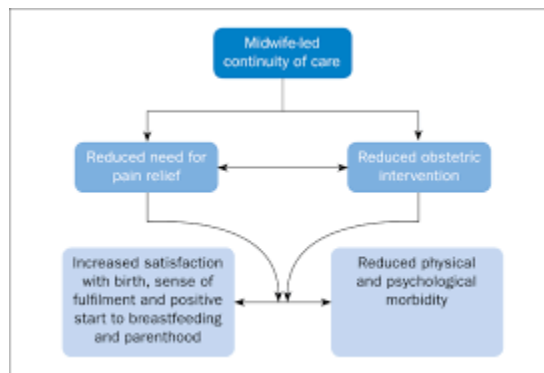 Midwife-led
continuity of care
Reduced need for
pain relief
Reduced obstetric
intervention
Increased satisfaction
with birth, sense of
fulfilment and positive
start to breastfeeding
and parenthood
Reduced physical
and psychological
morbidity